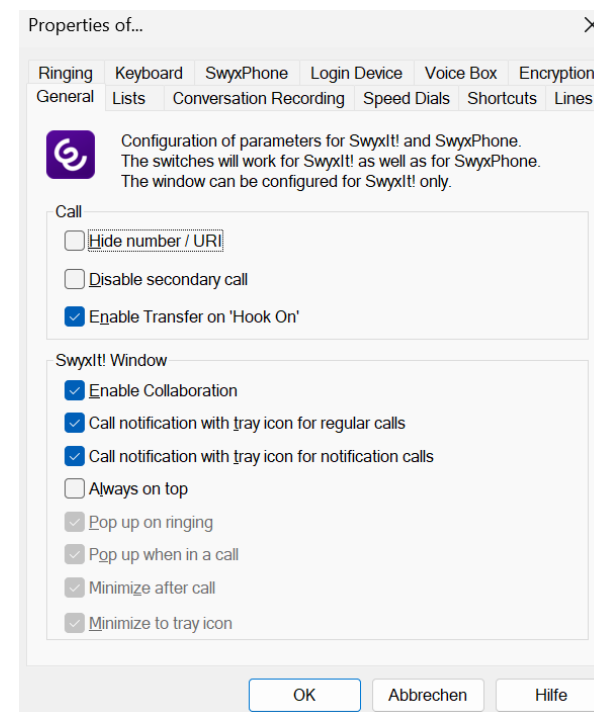 Properties of...
Ringing Keyboard SwyxPhone Login Device Voice Box Encryption
General Lists Conversation Recording Speed Dials Shortcuts Lines
Configuration of parameters for SwyxIt! and SwyxPhone.
The switches will work for SwyxIt! as well as for SwyxPhone.
The window can be configured for SwyxIt! only.
Call
Hide number / URI
Disable secondary call
Enable Transfer on 'Hook On'
SwyxIt! Window
Enable Collaboration
Call notification with tray icon for regular calls
Call notification with tray icon for notification calls
Always on top
Pop up on ringing
Pop up when in a call
Minimize after call
Minimize to tray icon
OK Abbrechen Hilfe